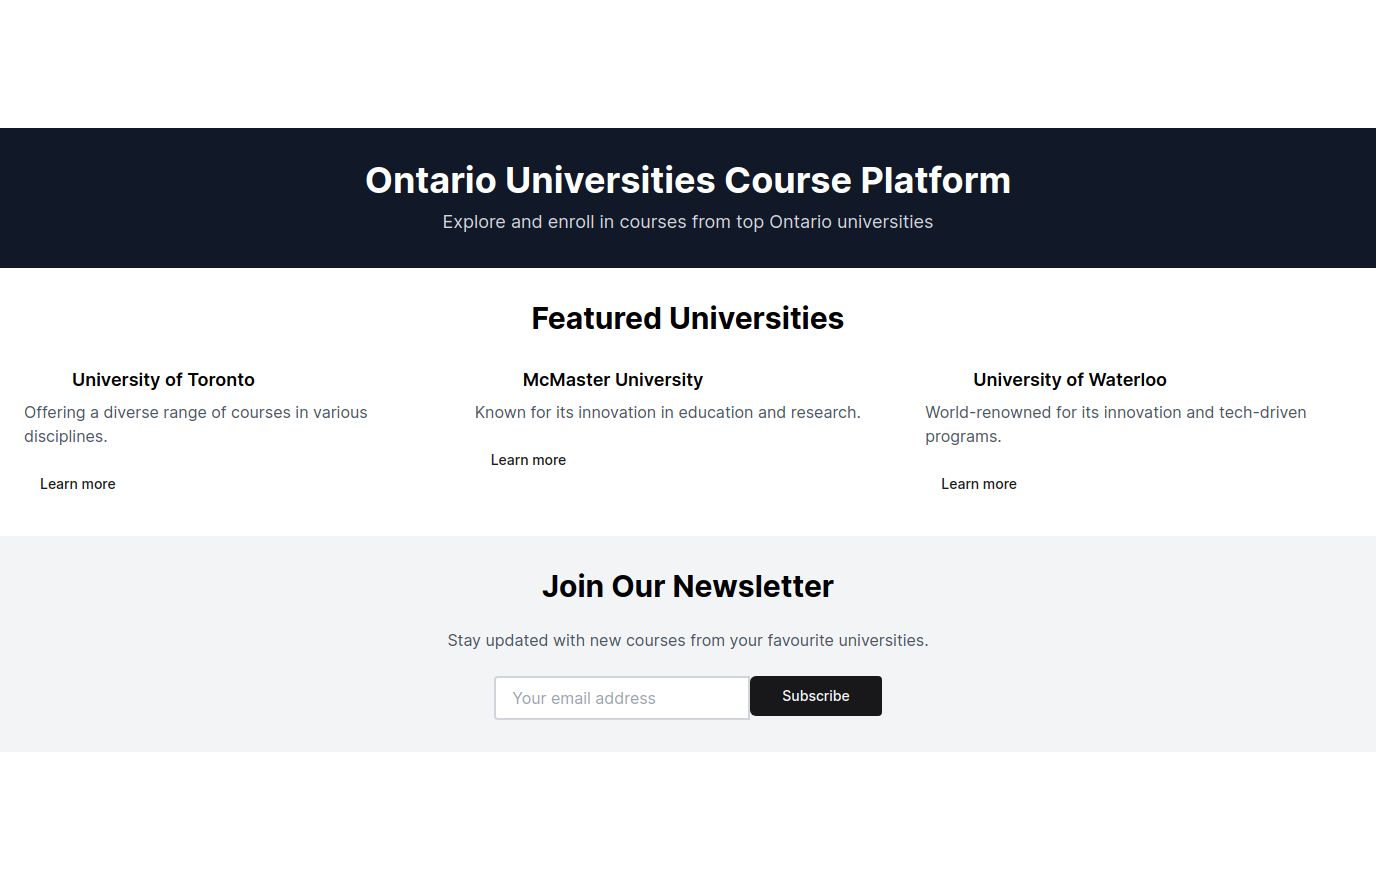 Ontario Universities Course Platform
Explore and enroll in courses from top Ontario universities
Featured Universities
University of Toronto
Offering a diverse range of courses in various
disciplines.
Learn more
McMaster University
Known for its innovation in education and research.
Learn more
University of Waterloo
World-renowned for its innovation and tech-driven
programs.
Learn more
Join Our Newsletter
Stay updated with new courses from your favourite universities.
Your email address
Subscribe